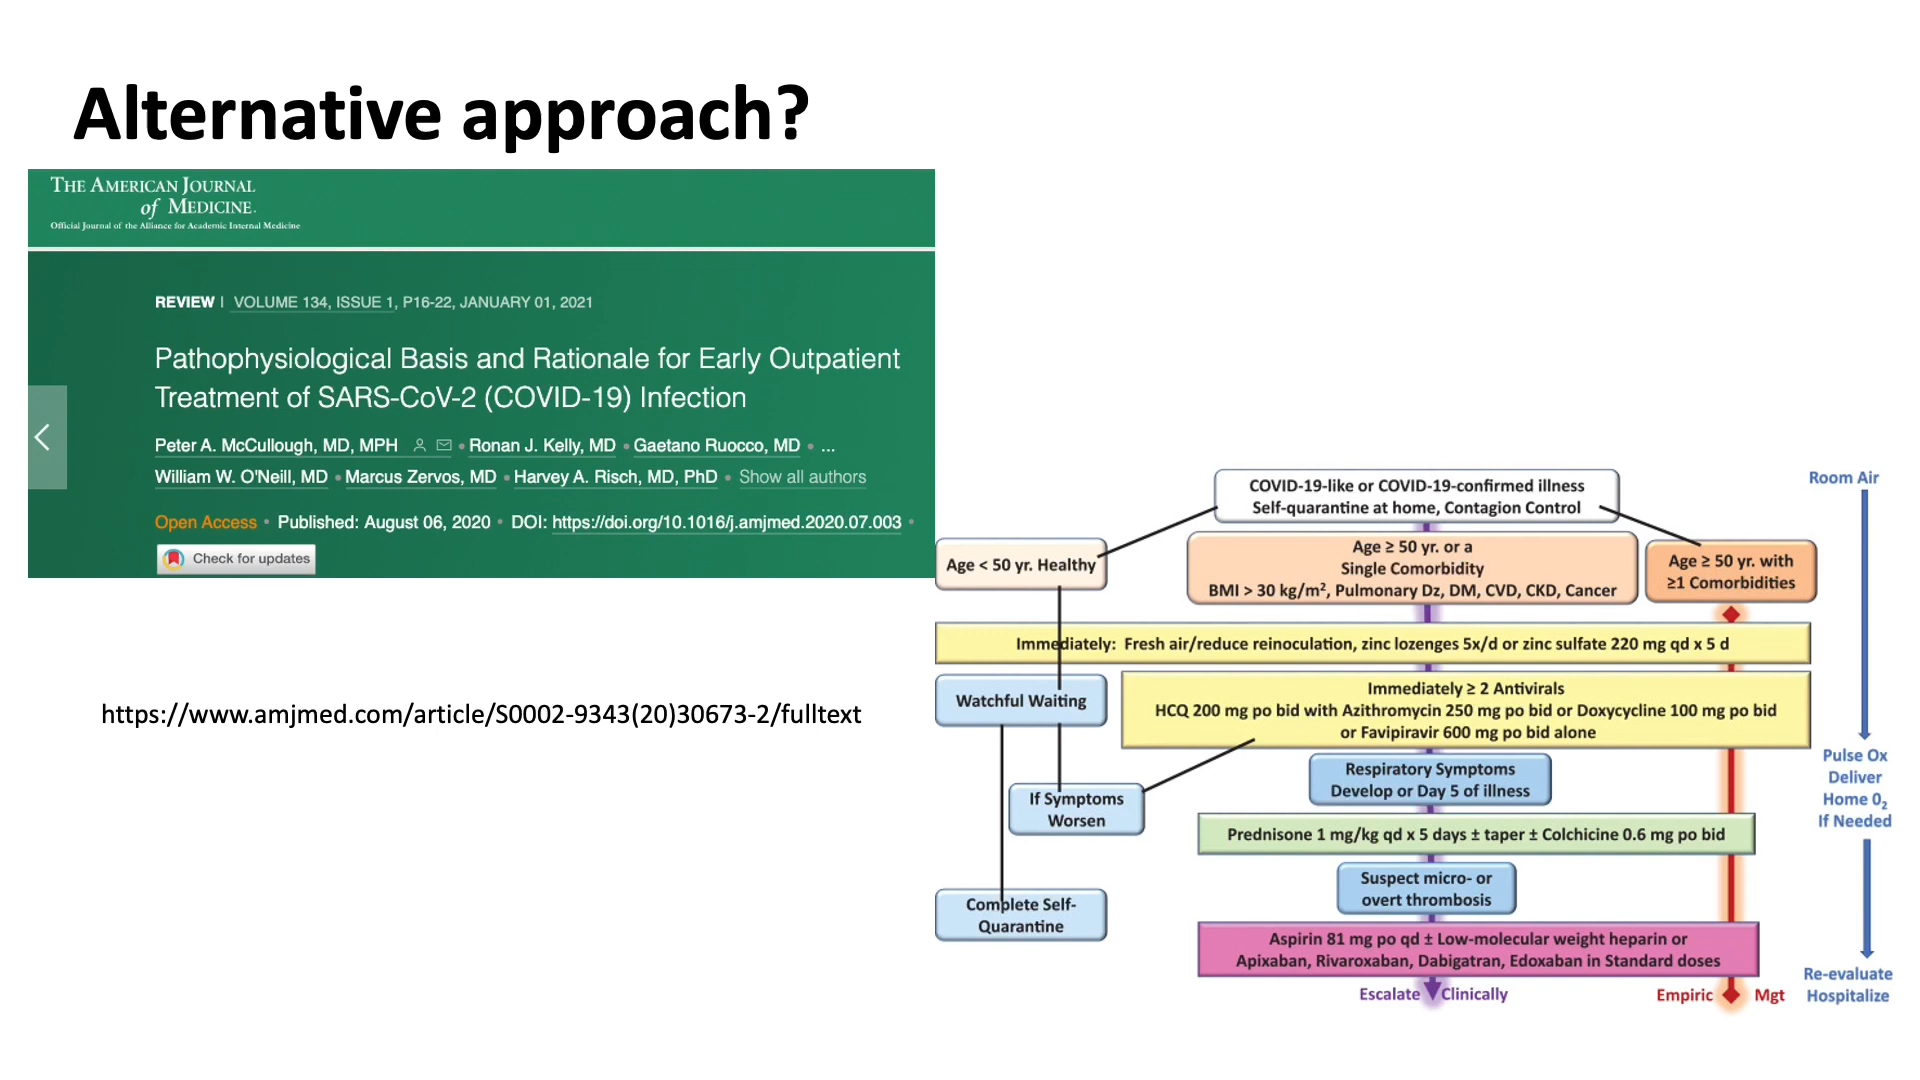 Alternative approach?
THE AMERICAN JOURNAL
of MEDICINE.
Official Journal of the Alliance for Academic Internal Medicine
REVIEW | VOLUME 134, ISSUE 1, P16-22, JANUARY 01, 2021
Pathophysiological Basis and Rationale for Early Outpatient
Treatment of SARS-CoV-2 (COVID-19) Infection
Peter A. McCullough, MD, MPH • Ronan J. Kelly, MD • Gaetano Ruocco, MD • ...
William W. O'Neill, MD • Marcus Zervos, MD • Harvey A. Risch, MD, PhD • Show all authors
Open Access • Published: August 06, 2020 • DOI: https://doi.org/10.1016/j.amjmed.2020.07.003 •
Check for updates
https://www.amjmed.com/article/S0002-9343(20)30673-2/fulltext
COVID-19-like or COVID-19-confirmed illness
Self-quarantine at home, Contagion Control
Age < 50 yr. Healthy
Age ≥ 50 yr. or a
Single Comorbidity
BMI > 30 kg/m², Pulmonary Dz, DM, CVD, CKD, Cancer
Age ≥ 50 yr. with
≥1 Comorbidities
Immediately: Fresh air/reduce reinoculation, zinc lozenges 5x/d or zinc sulfate 220 mg qd x 5 d
Watchful Waiting
Immediately ≥ 2 Antivirals
HCQ 200 mg po bid with Azithromycin 250 mg po bid or Doxycycline 100 mg po bid
or Favipiravir 600 mg po bid alone
If Symptoms
Worsen
Respiratory Symptoms
Develop or Day 5 of illness
Prednisone 1 mg/kg qd x 5 days ± taper ± Colchicine 0.6 mg po bid
Suspect micro- or
overt thrombosis
Complete Self-
Quarantine
Aspirin 81 mg po qd ± Low-molecular weight heparin or
Apixaban, Rivaroxaban, Dabigatran, Edoxaban in Standard doses
Escalate Clinically
Empiric Mgt
Room Air
Pulse Ox
Deliver
Home 0₂
If Needed
Re-evaluate
Hospitalize